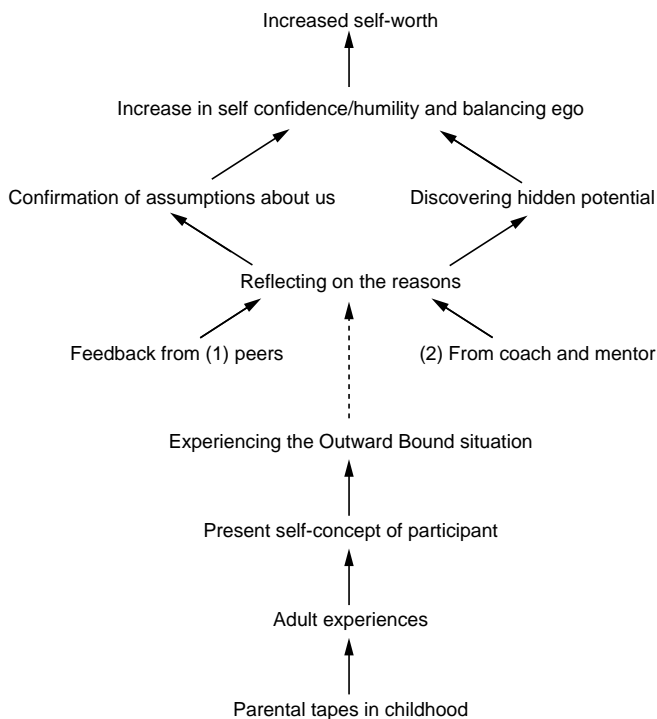 Increased self-worth
Increase in self confidence/humility and balancing ego
Confirmation of assumptions about us
Discovering hidden potential
Reflecting on the reasons
Feedback from (1) peers
(2) From coach and mentor
Experiencing the Outward Bound situation
Present self-concept of participant
Adult experiences
Parental tapes in childhood